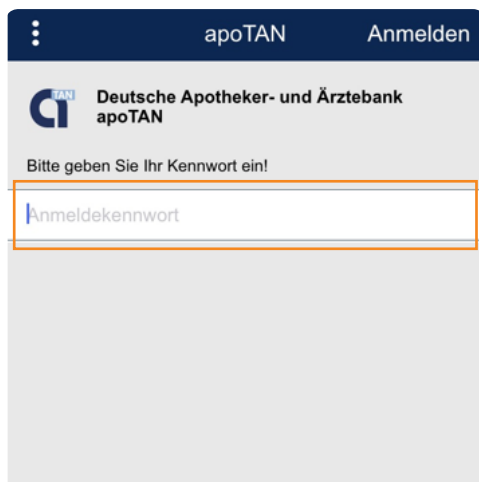 apoTAN Anmelden
TAN
Deutsche Apotheker- und Ärztebank
apoTAN
Bitte geben Sie Ihr Kennwort ein!
Anmeldekennwort